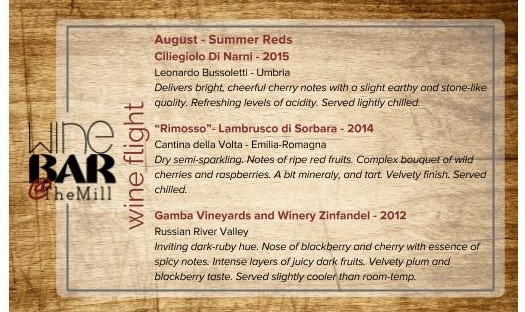 August - Summer Reds
Ciliegiolo Di Narni - 2015
Leonardo Bussoletti - Umbria
Delivers bright, cheerful cherry notes with a slight earthy and stone-like
quality. Refreshing levels of acidity. Served lightly chilled.
"Rimosso"- Lambrusco di Sorbara - 2014
Cantina della Volta - Emilia-Romagna
Dry semi-sparkling. Notes of ripe red fruits. Complex bouquet of wild
cherries and raspberries. A bit mineraly, and tart. Velvety finish. Served
chilled.
Gamba Vineyards and Winery Zinfandel - 2012
Russian River Valley
Inviting dark-ruby hue. Nose of blackberry and cherry with essence of
spicy notes. Intense layers of juicy dark fruits. Velvety plum and
blackberry taste. Served slightly cooler than room-temp.
wine flight
wine
BAR
@TheMill